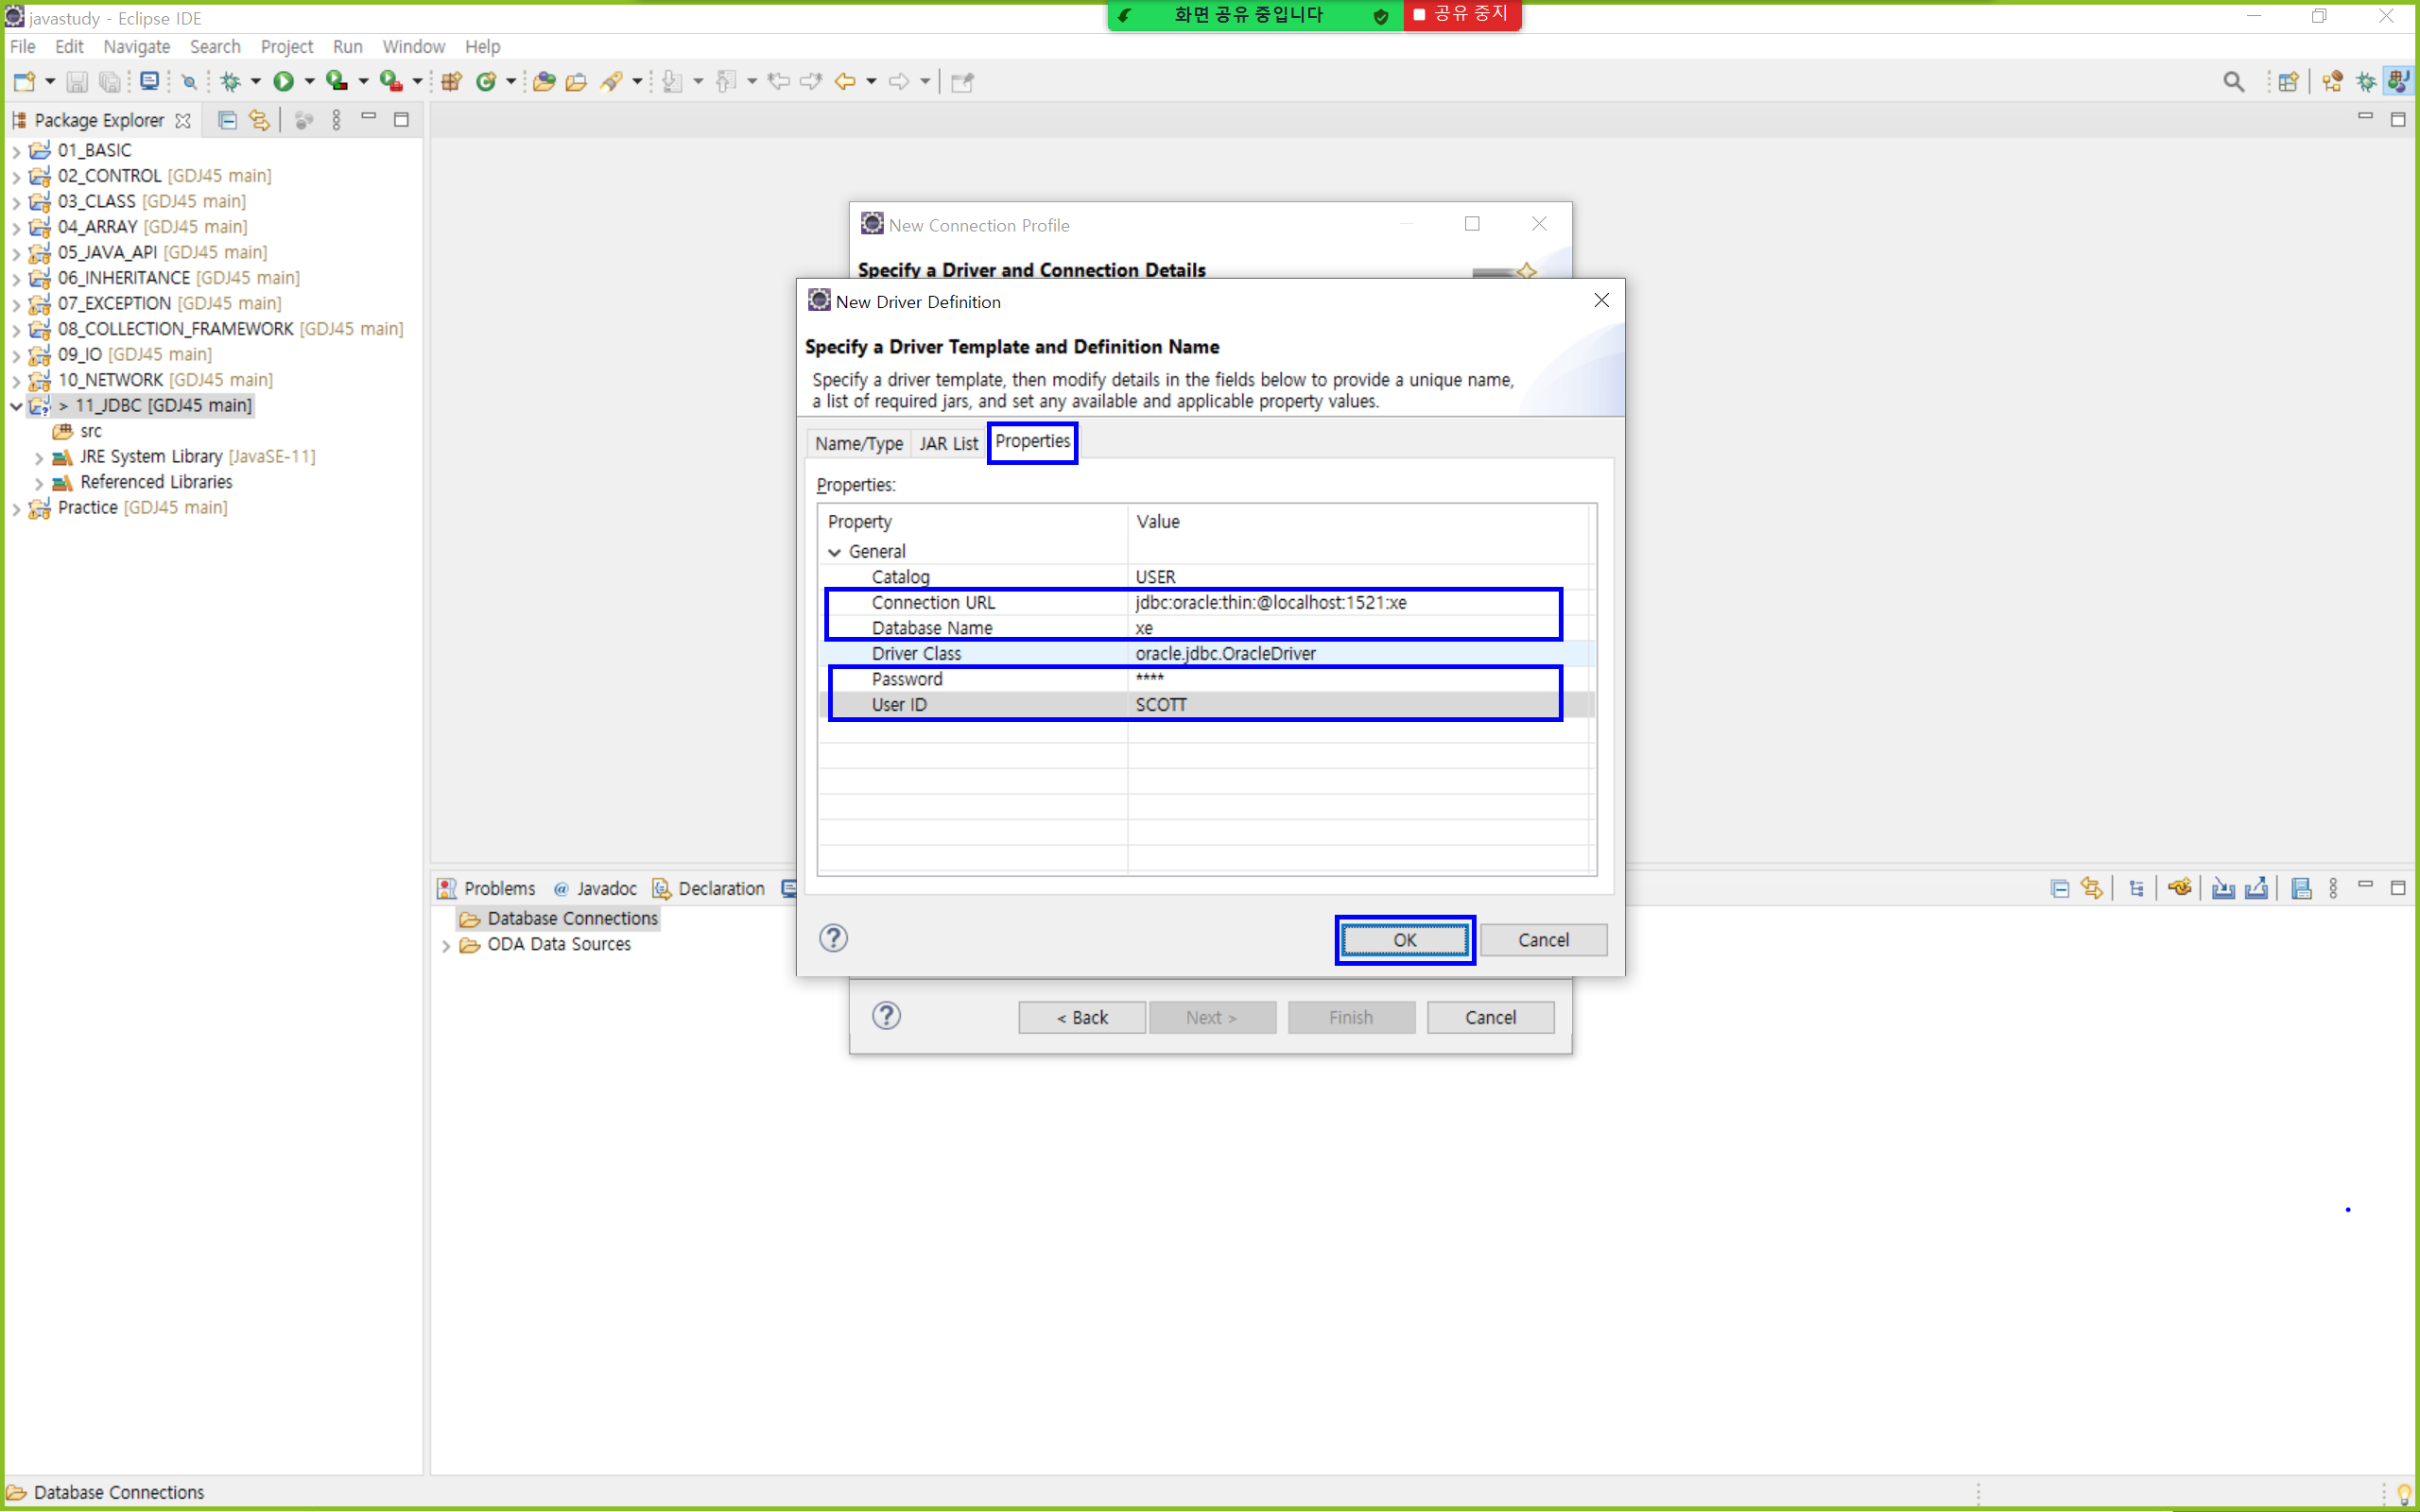 javastudy - Eclipse IDE
화면 공유 중입니다
공유 중지
File Edit Navigate Search Project Run Window Help
Package Explorer
01_BASIC
02_CONTROL [GDJ45 main]
03_CLASS [GDJ45 main]
04_ARRAY [GDJ45 main]
05_JAVA_API [GDJ45 main]
06_INHERITANCE [GDJ45 main]
07_EXCEPTION [GDJ45 main]
08_COLLECTION_FRAMEWORK [GDJ45 main]
09_IO [GDJ45 main]
10_NETWORK [GDJ45 main]
> 11_JDBC [GDJ45 main]
src
JRE System Library [JavaSE-11]
Referenced Libraries
Practice [GDJ45 main]
New Connection Profile
Specify a Driver and Connection Details
New Driver Definition
Specify a Driver Template and Definition Name
Specify a driver template, then modify details in the fields below to provide a unique name,
a list of required jars, and set any available and applicable property values.
Name/Type JAR List Properties
Properties:
Property Value
General
Catalog USER
Connection URL jdbc:oracle:thin:@localhost:1521:xe
Database Name xe
Driver Class oracle.jdbc.OracleDriver
Password ****
User ID SCOTT
OK Cancel
< Back Next > Finish Cancel
Problems Javadoc Declaration
Database Connections
ODA Data Sources
Database Connections